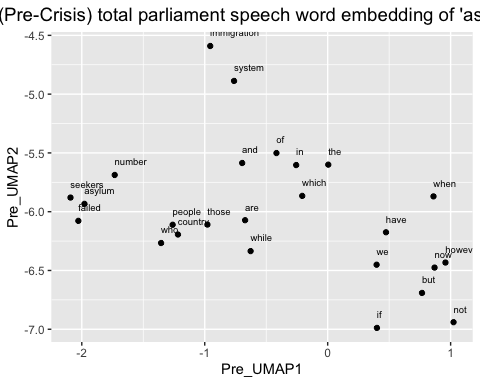 (Pre-Crisis) total parliament speech word embedding of 'as
immigration
-4.5
system
-5.0
of
and
in
the
-5.5
number
which
seekers
when
asylum
failed
people
those
are
-6.0
country
have
who
while
howev
we
now
-6.5
but
if
not
-7.0
-2
-1
0
1
Pre_UMAP1
Pre_UMAP2